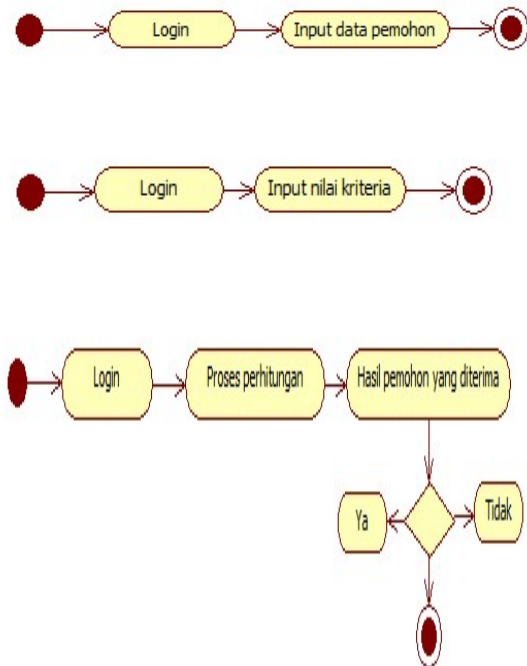 Login
Input data pemohon
Login
Input nilai kriteria
Login
Proses perhitungan
Hasil pemohon yang diterima
Ya
Tidak